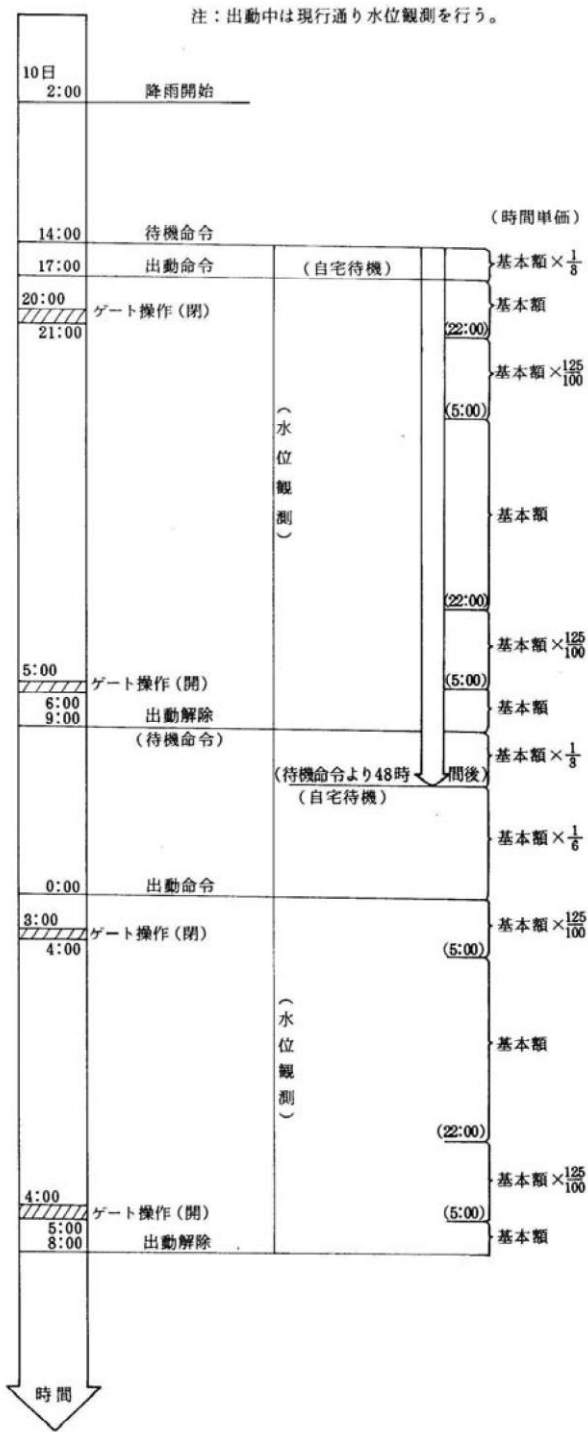 注：出動中は現行通り水位観測を行う。
10日
2:00 降雨開始
（時間単価）
14:00 待機命令
基本額×1/3
17:00 出動命令 （自宅待機）
20:00
ゲート操作（閉）
基本額
21:00
(22:00)
基本額×125/100
(5:00)
（水位観測）
基本額
(22:00)
基本額×125/100
5:00
ゲート操作（開）
(5:00)
6:00
基本額
9:00 出動解除
（待機命令）
基本額×1/3
（待機命令より48時間後）
（自宅待機）
基本額×1/6
0:00 出動命令
3:00
ゲート操作（閉）
基本額×125/100
4:00
(5:00)
（水位観測）
基本額
(22:00)
基本額×125/100
4:00
ゲート操作（開）
(5:00)
5:00
基本額
8:00 出動解除
時間